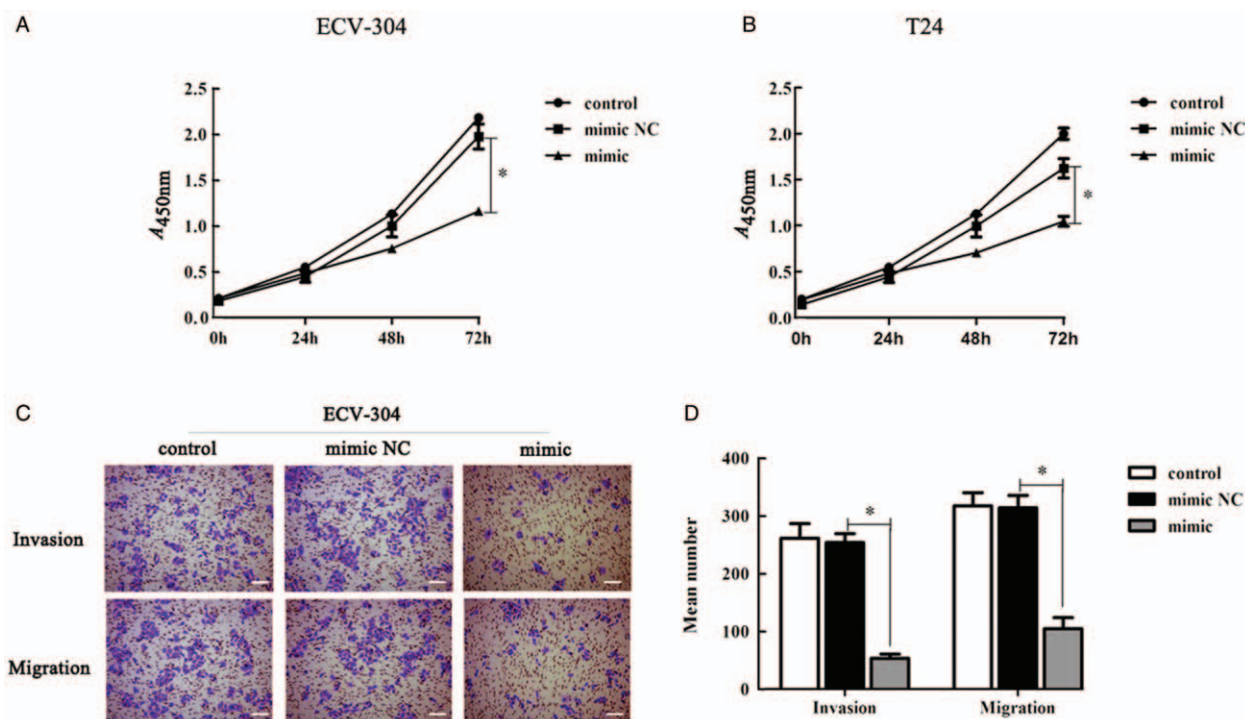 A
ECV-304
2.5
2.0
1.5
1.0
0.5
0.0
A450nm
0h
24h
48h
72h
*
control
mimic NC
mimic
B
T24
2.5
2.0
1.5
1.0
0.5
0.0
A450nm
0h
24h
48h
72h
*
control
mimic NC
mimic
C
ECV-304
control
mimic NC
mimic
Invasion
Migration
D
400
300
200
100
0
Mean number
*
*
Invasion
Migration
control
mimic NC
mimic